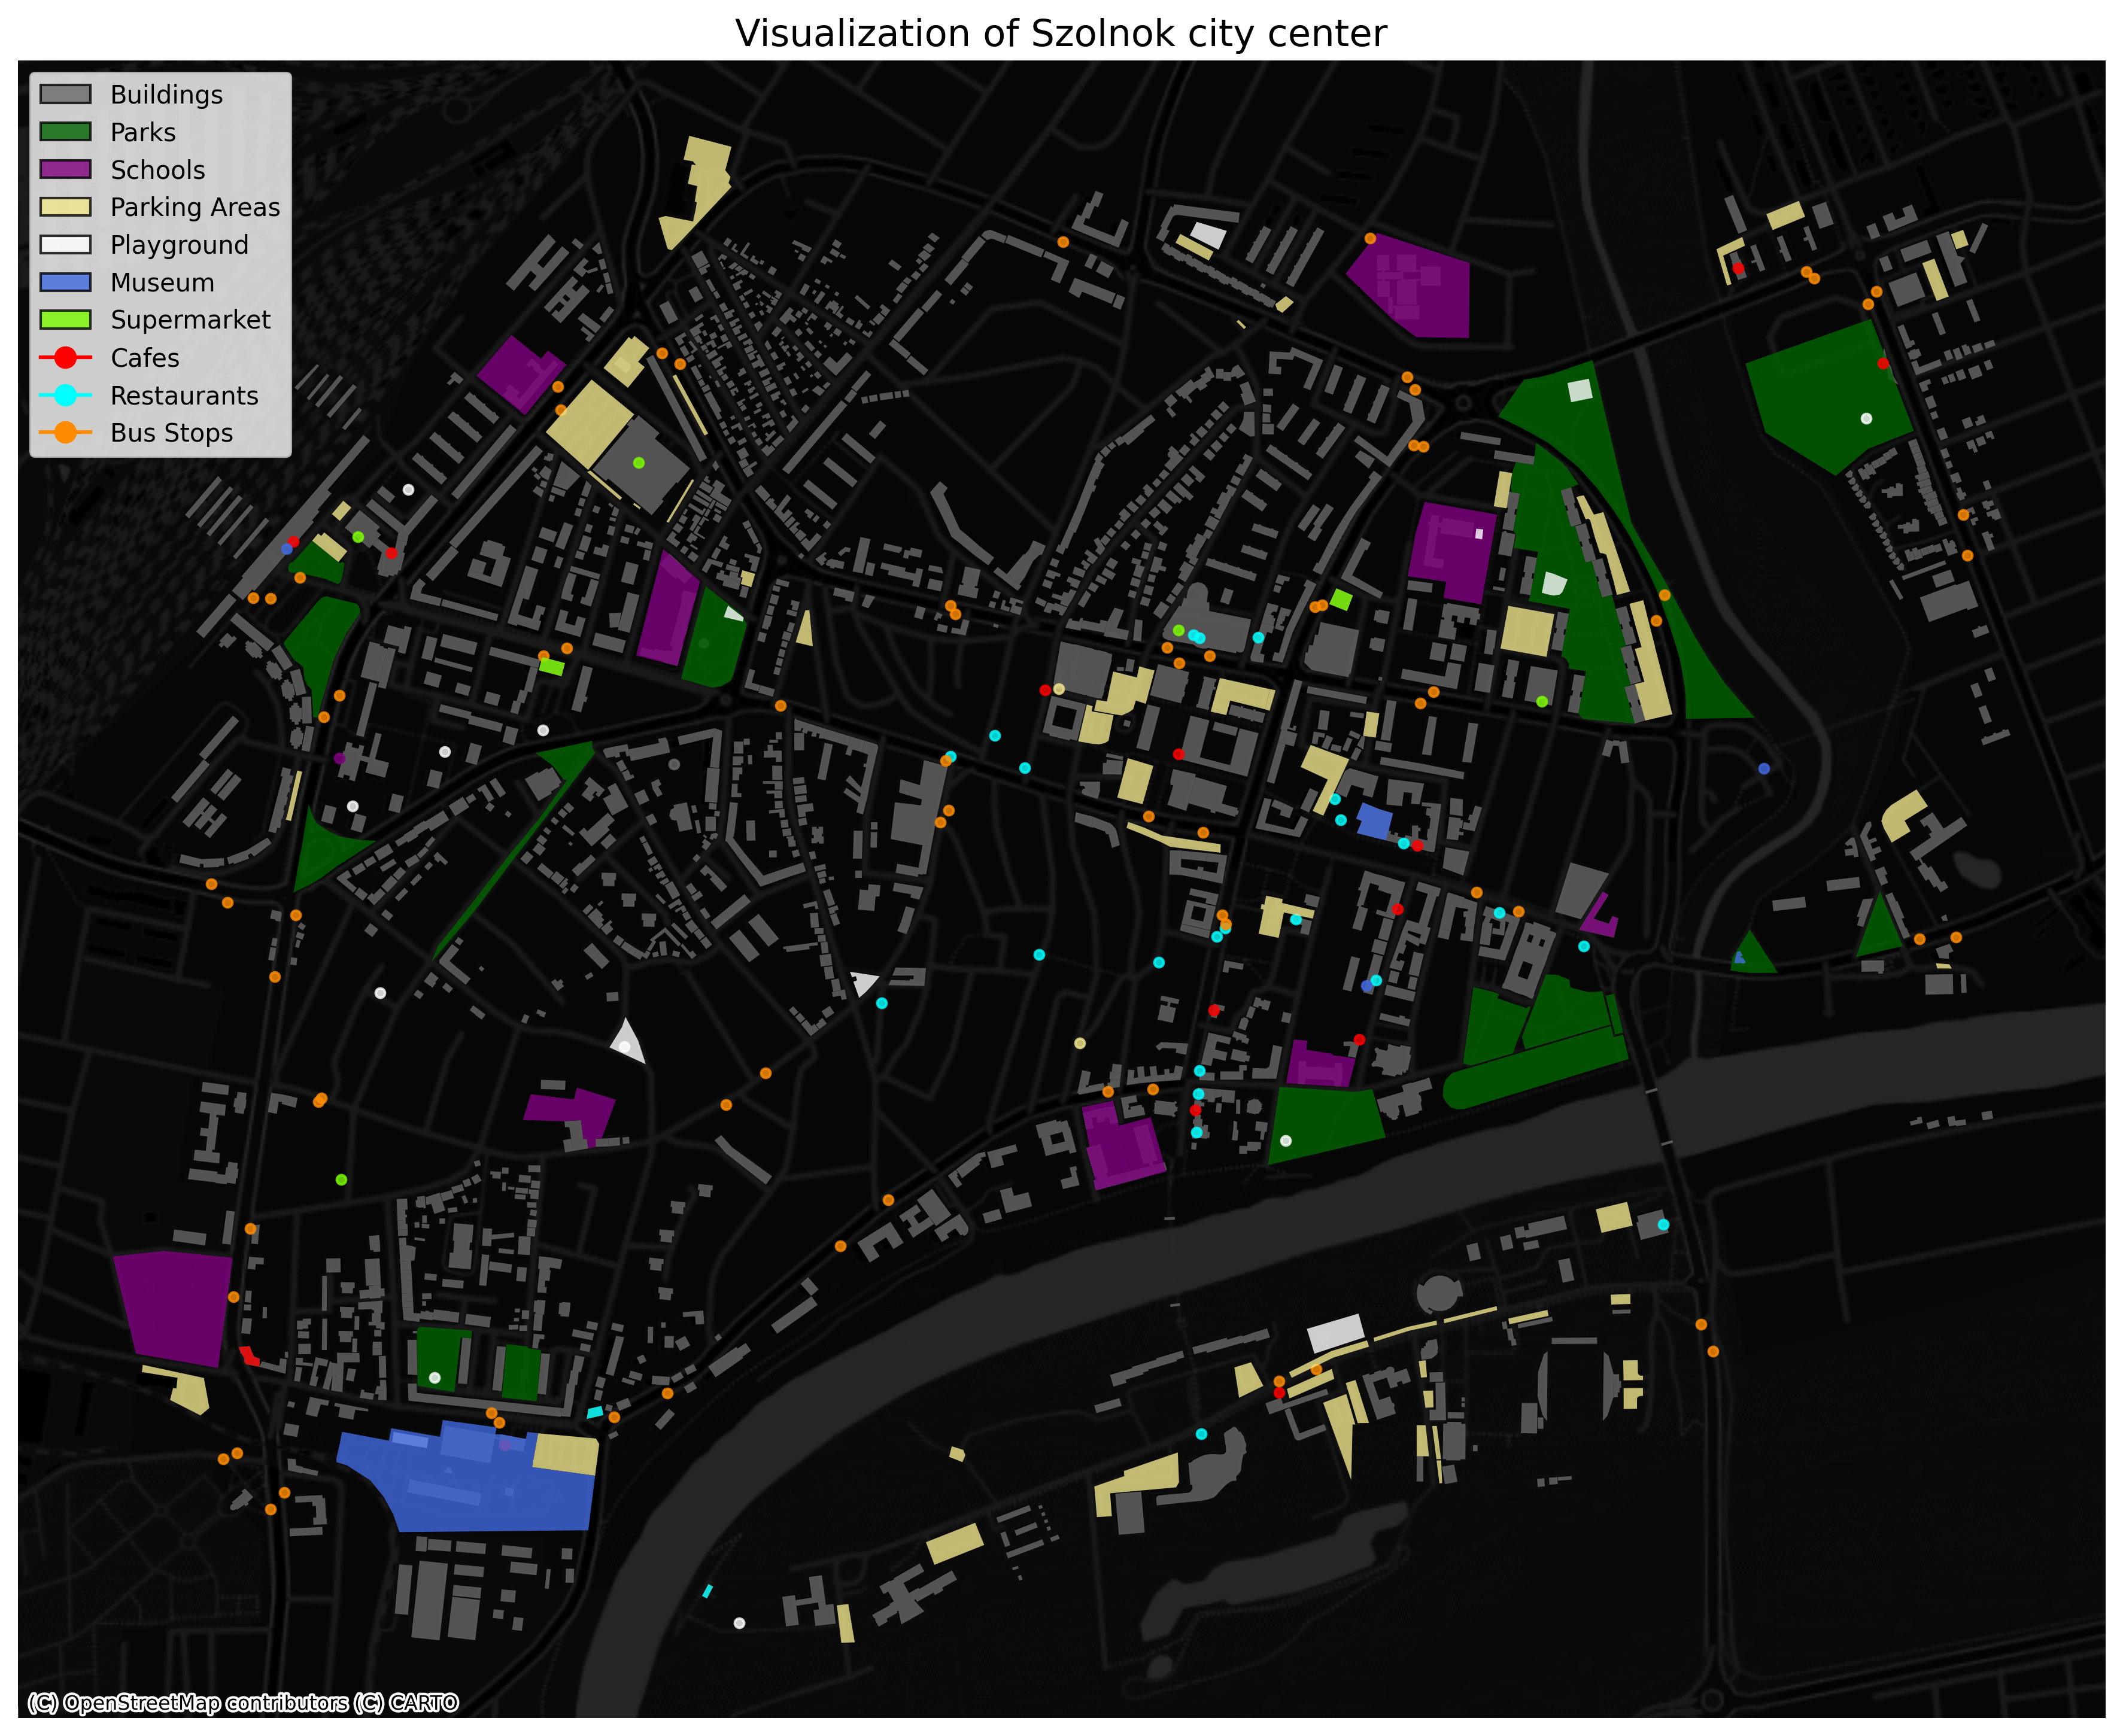 Visualization of Szolnok city center
Buildings
Parks
Schools
Parking Areas
Playground
Museum
Supermarket
Cafes
Restaurants
Bus Stops
(C) OpenStreetMap contributors (C) CARTO